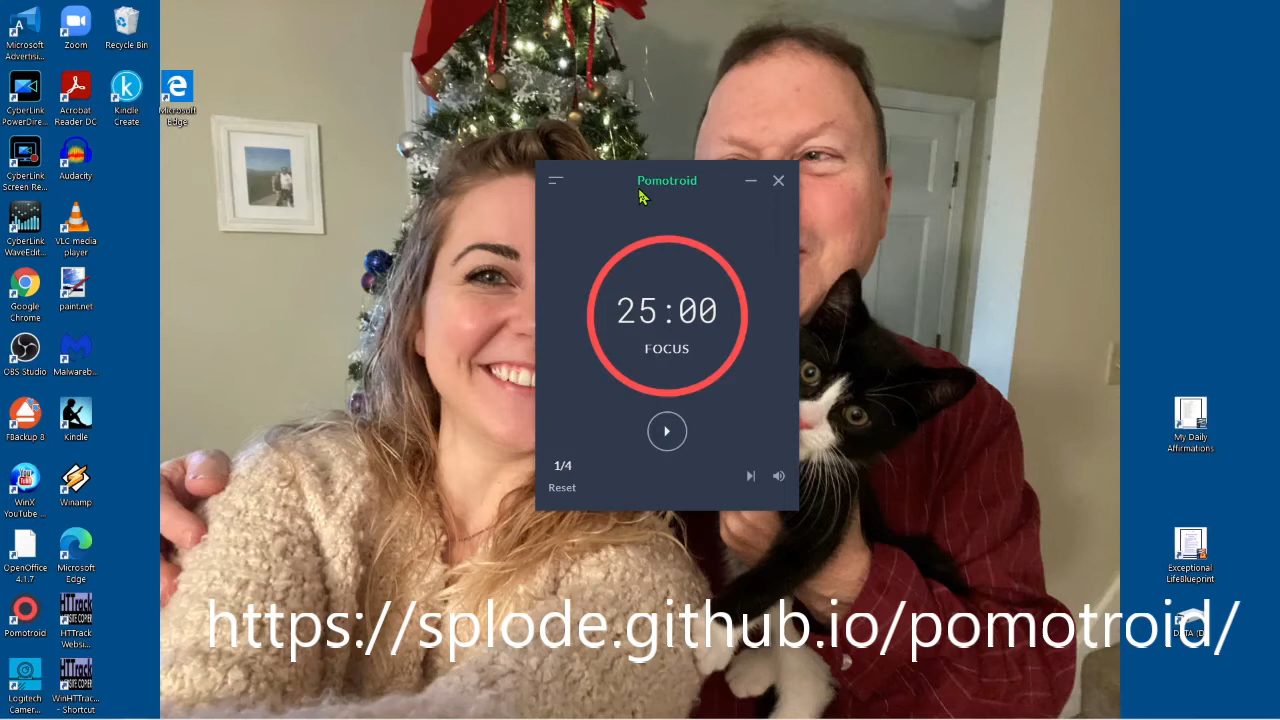 Microsoft
Advertisi...
Zoom
Recycle Bin
CyberLink
PowerDire...
Acrobat
Reader DC
Kindle
Create
Microsoft
Edge
CyberLink
Screen Re...
Audacity
CyberLink
WaveEdit...
VLC media
player
Google
Chrome
paint.net
OBS Studio
Malwareb...
FBackup 8
Kindle
WinX
YouTube ...
Winamp
OpenOffice
4.1.7
Microsoft
Edge
Pomotroid
HTTrack
Websi...
Logitech
Camer...
WinHTTrac...
- Shortcut
Pomotroid
25:00
FOCUS
1/4
Reset
My Daily
Affirmations
Exceptional
LifeBlueprint
DATA (D)
https://splode.github.io/pomotroid/